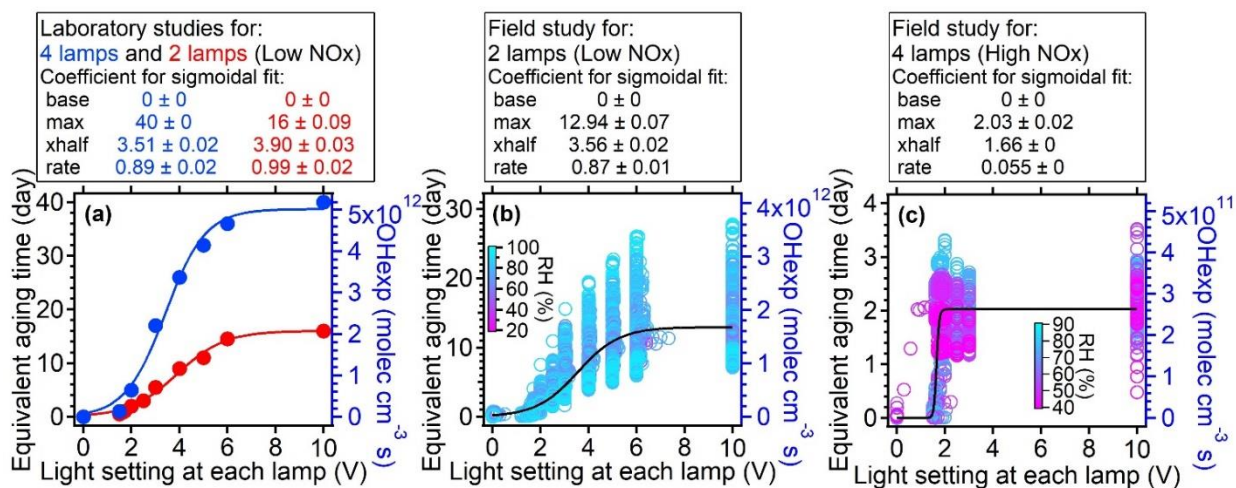 Laboratory studies for:
4 lamps and 2 lamps (Low NOx)
Coefficient for sigmoidal fit:
base 0 ± 0 0 ± 0
max 40 ± 0 16 ± 0.09
xhalf 3.51 ± 0.02 3.90 ± 0.03
rate 0.89 ± 0.02 0.99 ± 0.02
Equivalent aging time (day)
40
30
20
10
0
(a)
5x10^12
4
3
2
1
0
OHexp (molec cm^-3 s)
0 2 4 6 8 10
Light setting at each lamp (V)
Field study for:
2 lamps (Low NOx)
Coefficient for sigmoidal fit:
base 0 ± 0
max 12.94 ± 0.07
xhalf 3.56 ± 0.02
rate 0.87 ± 0.01
Equivalent aging time (day)
30
20
10
0
(b)
100
80
60
40
20
RH (%)
4x10^12
3
2
1
0
OHexp (molec cm^-3 s)
0 2 4 6 8 10
Light setting at each lamp (V)
Field study for:
4 lamps (High NOx)
Coefficient for sigmoidal fit:
base 0 ± 0
max 2.03 ± 0.02
xhalf 1.66 ± 0
rate 0.055 ± 0
Equivalent aging time (day)
4
3
2
1
0
(c)
90
80
70
60
50
40
RH (%)
5x10^11
4
3
2
1
0
OHexp (molec cm^-3 s)
0 2 4 6 8 10
Light setting at each lamp (V)